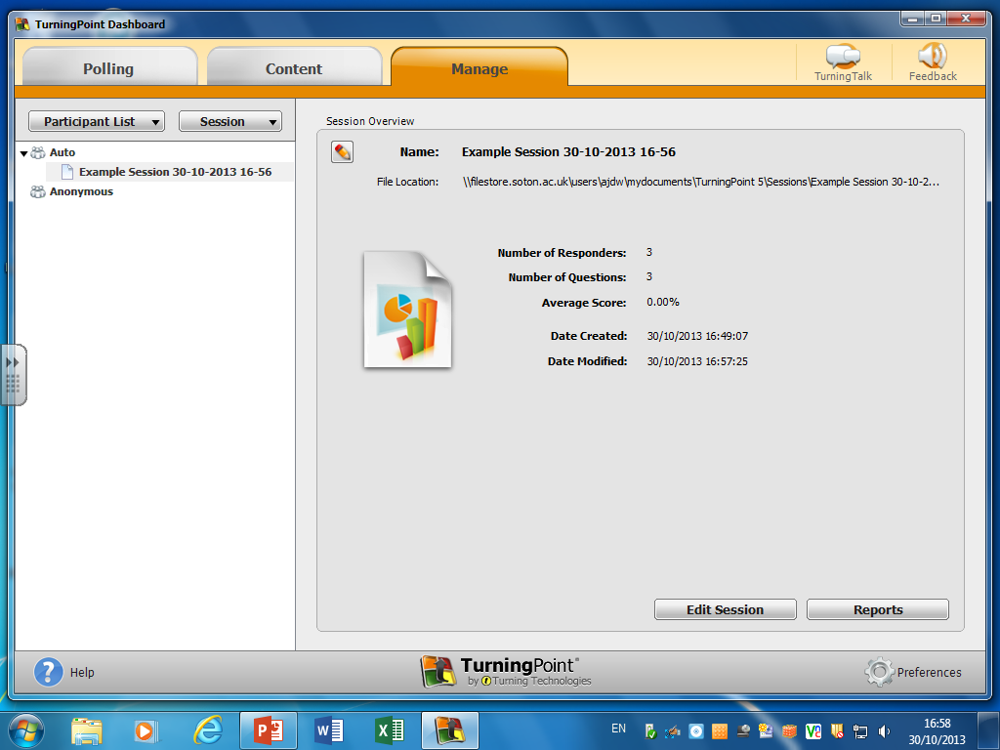 TurningPoint Dashboard
Polling
Content
Manage
TurningTalk
Feedback
Participant List
Session
Auto
Example Session 30-10-2013 16-56
Anonymous
Session Overview
Name: Example Session 30-10-2013 16-56
File Location: \\filestore.soton.ac.uk\users\ajdw\mydocuments\TurningPoint 5\Sessions\Example Session 30-10-2...
Number of Responders: 3
Number of Questions: 3
Average Score: 0.00%
Date Created: 30/10/2013 16:49:07
Date Modified: 30/10/2013 16:57:25
Edit Session
Reports
Help
TurningPoint
by Turning Technologies
Preferences
EN
16:58
30/10/2013